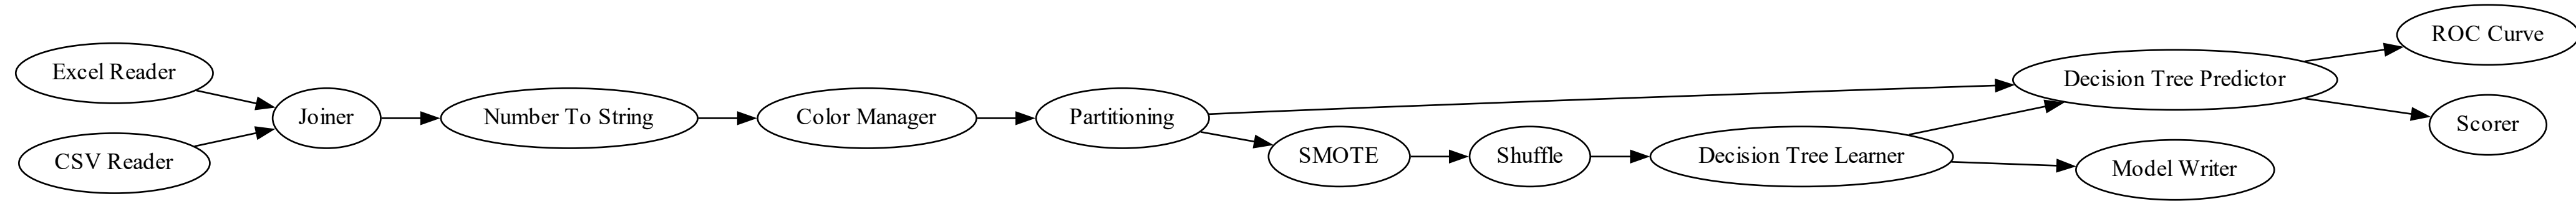 Excel Reader
CSV Reader
Joiner
Number To String
Color Manager
Partitioning
SMOTE
Shuffle
Decision Tree Learner
Decision Tree Predictor
Model Writer
ROC Curve
Scorer